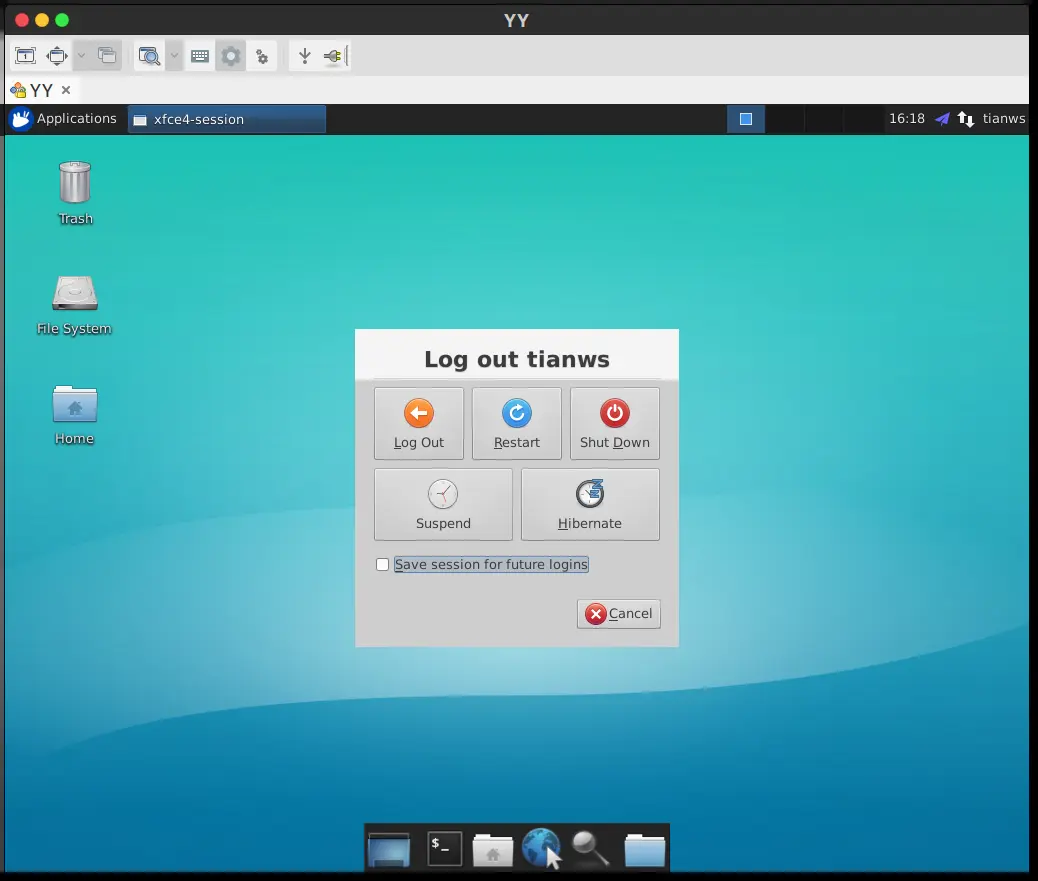 YY
YY
Applications
xfce4-session
16:18
tianws
Trash
File System
Home
Log out tianws
Log Out
Restart
Shut Down
Suspend
Hibernate
Save session for future logins
Cancel
$_